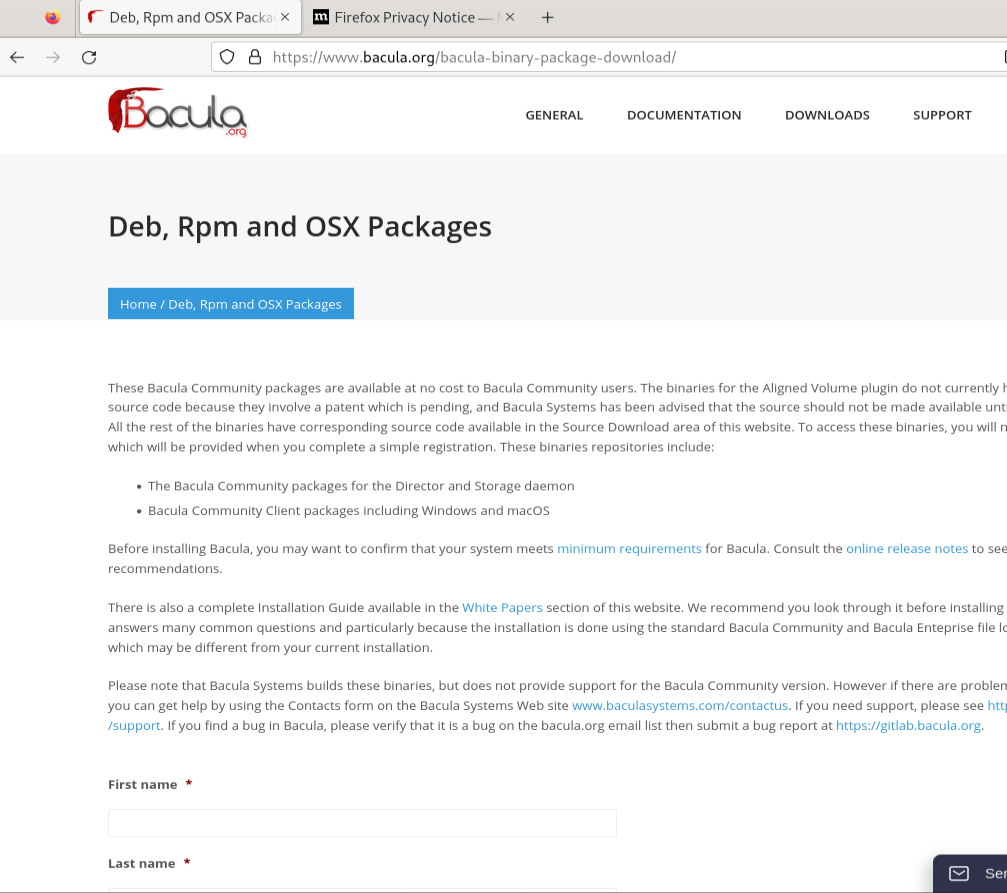 Deb, Rpm and OSX Packa
Firefox Privacy Notice —
https://www.bacula.org/bacula-binary-package-download/
Bacula
.org
GENERAL DOCUMENTATION DOWNLOADS SUPPORT
Deb, Rpm and OSX Packages
Home / Deb, Rpm and OSX Packages
These Bacula Community packages are available at no cost to Bacula Community users. The binaries for the Aligned Volume plugin do not currently
source code because they involve a patent which is pending, and Bacula Systems has been advised that the source should not be made available
All the rest of the binaries have corresponding source code available in the Source Download area of this website. To access these binaries, you will
which will be provided when you complete a simple registration. These binaries repositories include:
• The Bacula Community packages for the Director and Storage daemon
• Bacula Community Client packages including Windows and macOS
Before installing Bacula, you may want to confirm that your system meets minimum requirements for Bacula. Consult the online release notes to see
recommendations.
There is also a complete Installation Guide available in the White Papers section of this website. We recommend you look through it before installing
answers many common questions and particularly because the installation is done using the standard Bacula Community and Bacula Enteprise file
which may be different from your current installation.
Please note that Bacula Systems builds these binaries, but does not provide support for the Bacula Community version. However if there are
you can get help by using the Contacts form on the Bacula Systems Web site www.baculasystems.com/contactus. If you need support, please see
/support. If you find a bug in Bacula, please verify that it is a bug on the bacula.org email list then submit a bug report at https://gitlab.bacula.org.
First name *
Last name *